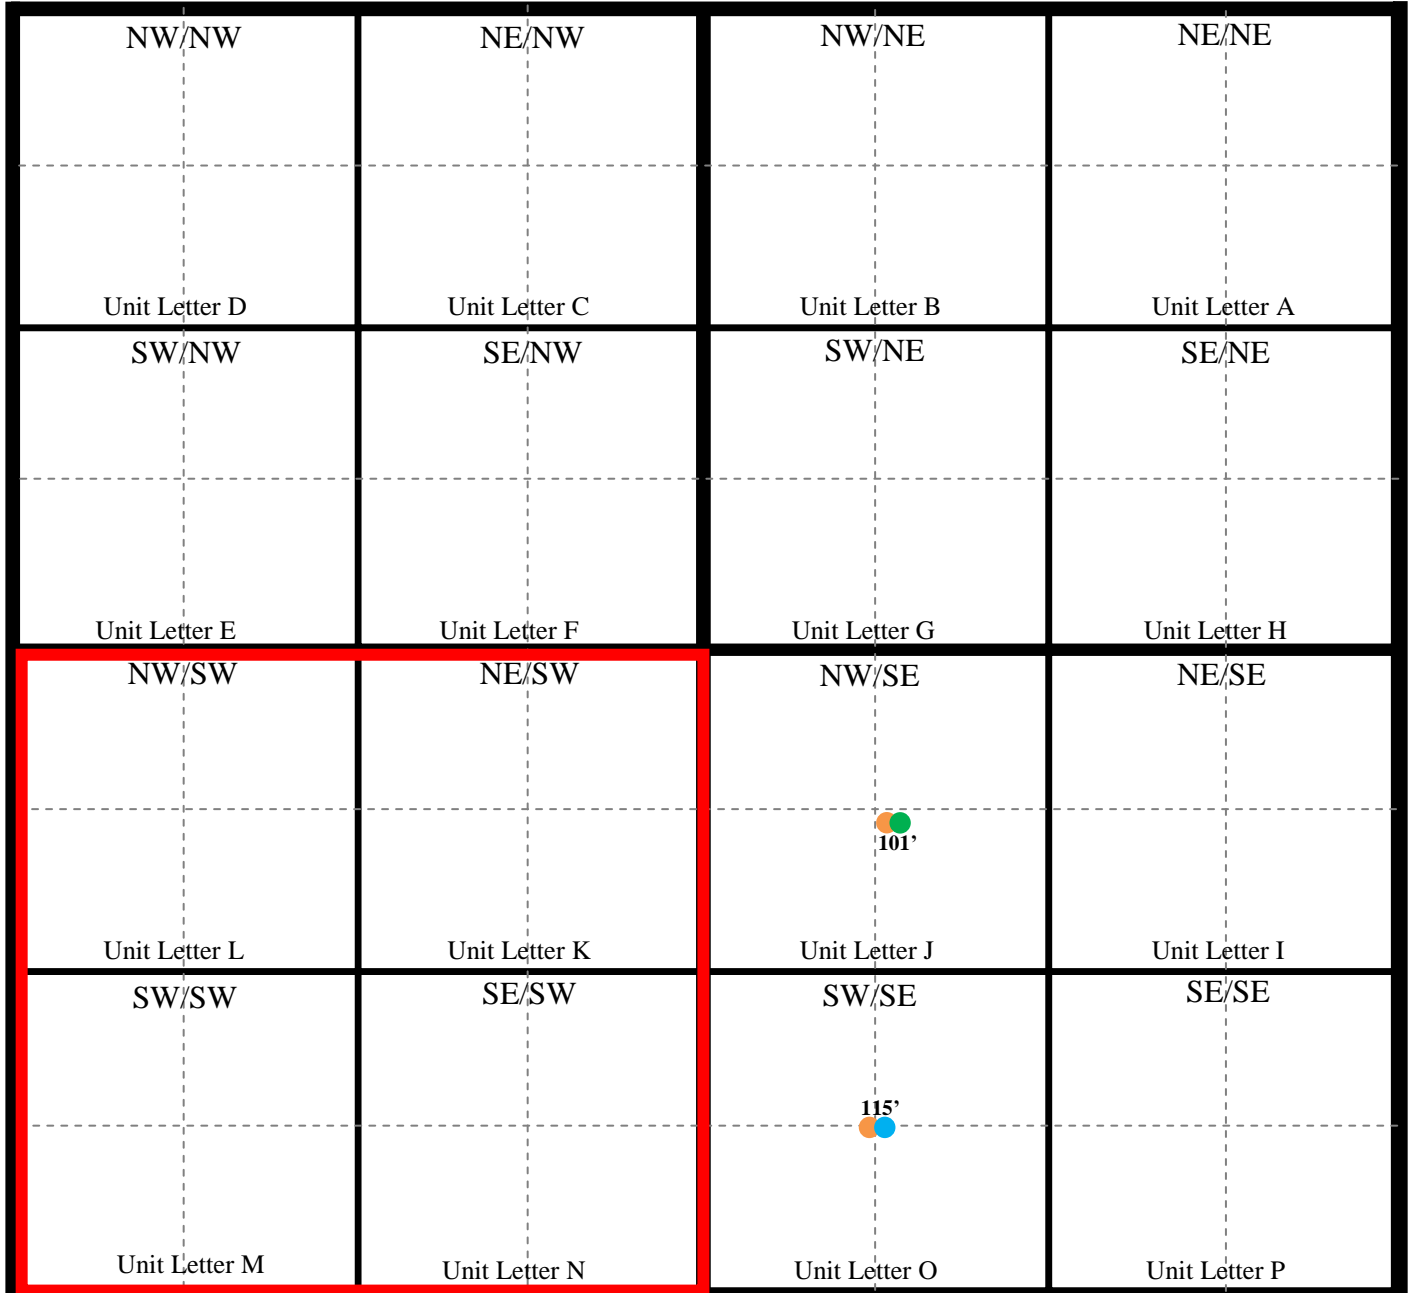 NW/NW
NE/NW
NW/NE
NE/NE
Unit Letter D
Unit Letter C
Unit Letter B
Unit Letter A
SW/NW
SE/NW
SW/NE
SE/NE
Unit Letter E
Unit Letter F
Unit Letter G
Unit Letter H
NW/SW
NE/SW
NW/SE
NE/SE
101’
Unit Letter L
Unit Letter K
Unit Letter J
Unit Letter I
SW/SW
SE/SW
SW/SE
SE/SE
115’
Unit Letter M
Unit Letter N
Unit Letter O
Unit Letter P